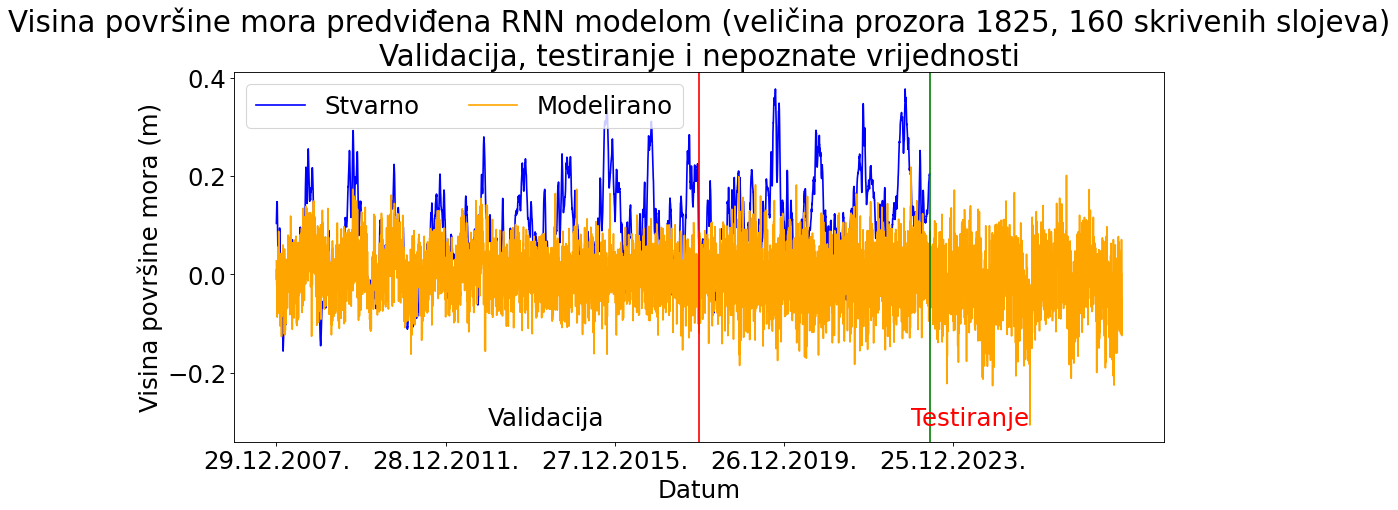 Visina površine mora predviđena RNN modelom (veličina prozora 1825, 160 skrivenih slojeva)
Validacija, testiranje i nepoznate vrijednosti
Stvarno Modelirano
Visina površine mora (m)
0.4
0.2
0.0
−0.2
Validacija
Testiranje
29.12.2007. 28.12.2011. 27.12.2015. 26.12.2019. 25.12.2023.
Datum